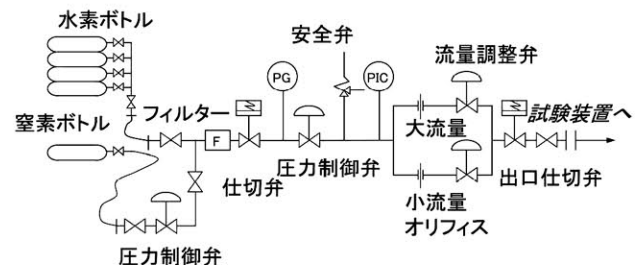 水素ボトル
安全弁
流量調整弁
PG
PIC
フィルター
窒素ボトル
F
大流量
試験装置へ
仕切弁
圧力制御弁
出口仕切弁
小流量
オリフィス
圧力制御弁